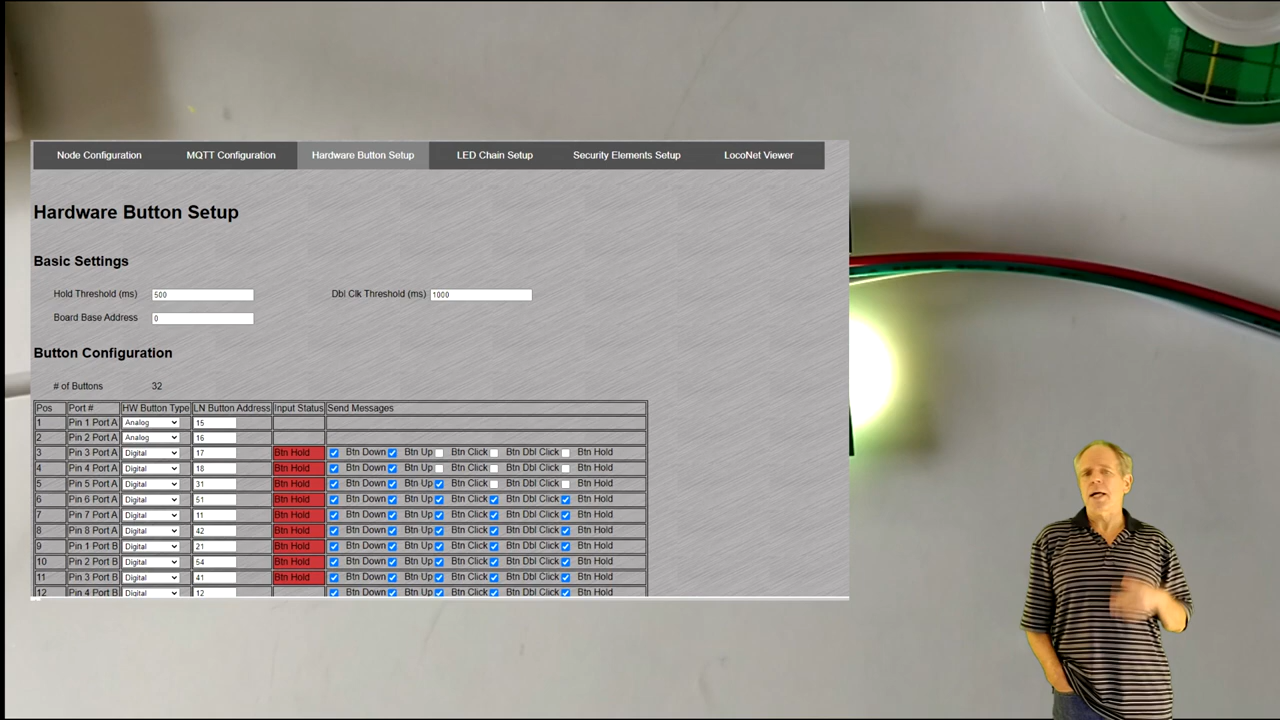 Node Configuration MQTT Configuration Hardware Button Setup LED Chain Setup Security Elements Setup LocoNet Viewer
Hardware Button Setup
Basic Settings
Hold Threshold (ms) 500 Dbl Clk Threshold (ms) 1000
Board Base Address 0
Button Configuration
# of Buttons 32
Pos Port # HW Button Type LN Button Address Input Status Send Messages
1 Pin 1 Port A Analog 15
2 Pin 2 Port A Analog 16
3 Pin 3 Port A Digital 17 Btn Hold Btn Down Btn Up Btn Click Btn Dbl Click Btn Hold
4 Pin 4 Port A Digital 18 Btn Hold Btn Down Btn Up Btn Click Btn Dbl Click Btn Hold
5 Pin 5 Port A Digital 31 Btn Hold Btn Down Btn Up Btn Click Btn Dbl Click Btn Hold
6 Pin 6 Port A Digital 51 Btn Hold Btn Down Btn Up Btn Click Btn Dbl Click Btn Hold
7 Pin 7 Port A Digital 11 Btn Hold Btn Down Btn Up Btn Click Btn Dbl Click Btn Hold
8 Pin 8 Port A Digital 42 Btn Hold Btn Down Btn Up Btn Click Btn Dbl Click Btn Hold
9 Pin 1 Port B Digital 21 Btn Hold Btn Down Btn Up Btn Click Btn Dbl Click Btn Hold
10 Pin 2 Port B Digital 54 Btn Hold Btn Down Btn Up Btn Click Btn Dbl Click Btn Hold
11 Pin 3 Port B Digital 41 Btn Hold Btn Down Btn Up Btn Click Btn Dbl Click Btn Hold
12 Pin 4 Port B Digital 12 Btn Down Btn Up Btn Click Btn Dbl Click Btn Hold